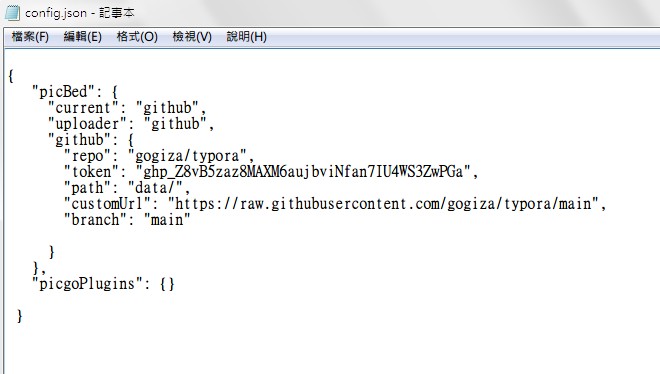 config.json - 記事本
檔案(F) 編輯(E) 格式(O) 檢視(V) 說明(H)
{
"picBed": {
"current": "github",
"uploader": "github",
"github": {
"repo": "gogiza/typora",
"token": "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",
"path": "data/",
"customUrl": "https://raw.githubusercontent.com/gogiza/typora/main",
"branch": "main"
}
},
"picgoPlugins": {}
}